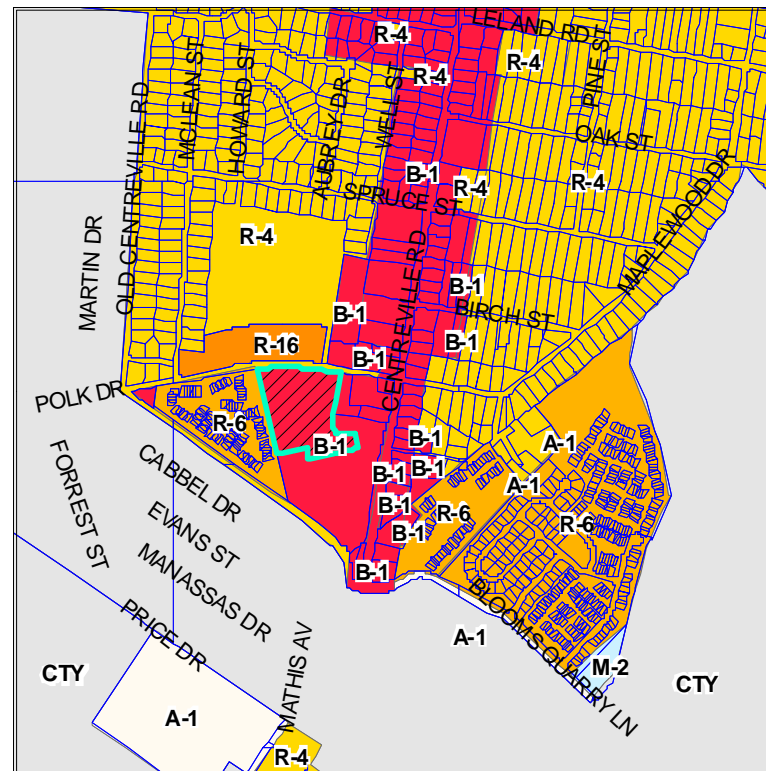 LELAND RD
R-4
R-4
R-4
PINE ST
MCLEAN ST
HOWARD ST
AUBREY DR
WELL ST
OAK ST
OLD CENTREVILLE RD
B-1
R-4
R-4
SPRUCE ST
MAPLEWOOD DR
MARTIN DR
R-4
CENTREVILLE RD
B-1
B-1
BIRCH ST
R-16
B-1
B-1
POLK DR
R-6
B-1
B-1
A-1
FORREST ST
CABBEL DR
B-1
B-1
A-1
EVANS ST
B-1
R-6
R-6
MANASSAS DR
B-1
B-1
BLOOMS QUARRY LN
PRICE DR
MATHIS AV
A-1
CTY
M-2
CTY
A-1
R-4